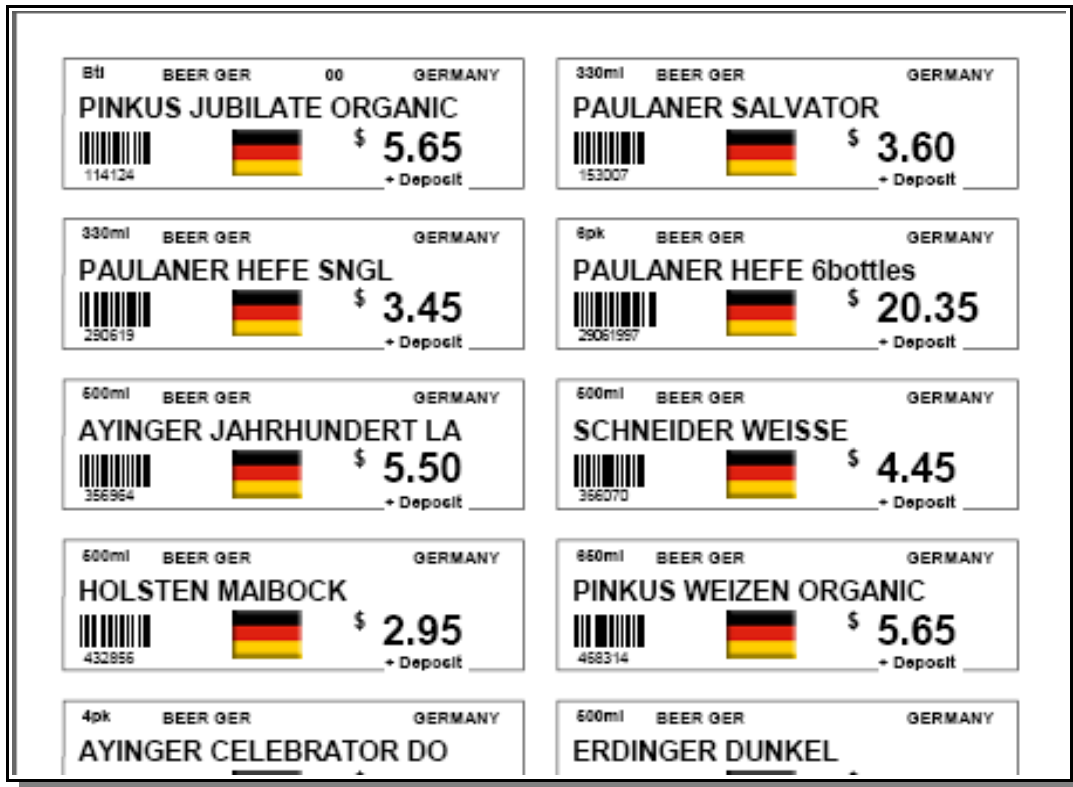 Btl BEER GER 00 GERMANY
PINKUS JUBILATE ORGANIC
$ 5.65
114124
+ Deposit
330ml BEER GER GERMANY
PAULANER SALVATOR
$ 3.60
153007
+ Deposit
330ml BEER GER GERMANY
PAULANER HEFE SNGL
$ 3.45
290619
+ Deposit
6pk BEER GER GERMANY
PAULANER HEFE 6bottles
$ 20.35
29061997
+ Deposit
500ml BEER GER GERMANY
AYINGER JAHRHUNDERT LA
$ 5.50
356964
+ Deposit
500ml BEER GER GERMANY
SCHNEIDER WEISSE
$ 4.45
366070
+ Deposit
500ml BEER GER GERMANY
HOLSTEN MAIBOCK
$ 2.95
432856
+ Deposit
650ml BEER GER GERMANY
PINKUS WEIZEN ORGANIC
$ 5.65
468314
+ Deposit
4pk BEER GER GERMANY
AYINGER CELEBRATOR DO
500ml BEER GER GERMANY
ERDINGER DUNKEL